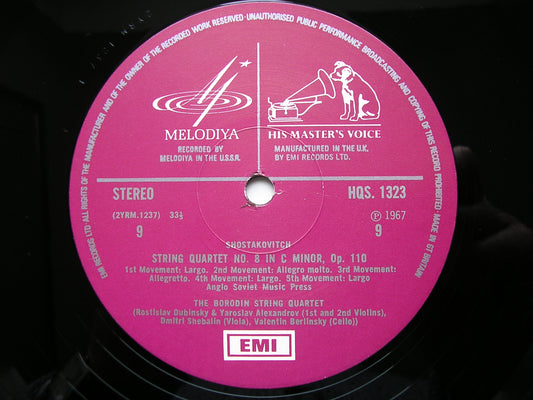 EMI RECORDS LTD ALL RIGHTS OF THE MANUFACTURER AND OF THE OWNER OF THE RECORDED WORK RESERVED · UNAUTHORISED PUBLIC PERFORMANCE BROADCASTING AND COPYING OF THIS RECORD PROHIBITED MADE IN GT BRITAIN
MELODIYA
HIS MASTER'S VOICE
RECORDED BY
MELODIYA IN THE U.S.S.R.
MANUFACTURED IN THE U.K.
BY EMI RECORDS LTD.
STEREO
HQS. 1323
(2YRM.1237) 33⅓
Ⓟ 1967
9
9
SHOSTAKOVITCH
STRING QUARTET NO. 8 IN C MINOR, Op. 110
1st Movement: Largo. 2nd Movement: Allegro molto. 3rd Movement:
Allegretto. 4th Movement: Largo. 5th Movement: Largo
Anglo Soviet Music Press
THE BORODIN STRING QUARTET
(Rostislav Dubinsky & Yaroslav Alexandrov (1st and 2nd Violins),
Dmitri Shebalin (Viola), Valentin Berlinsky (Cello))
EMI